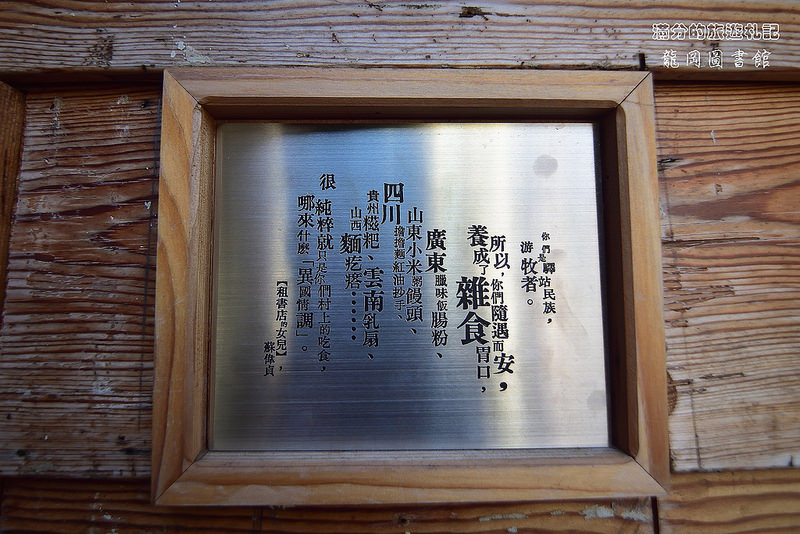 滿分的旅遊札記
龍岡圖書館
你們是驛站民族，
游牧者。
所以，你們隨遇而安，
養成了雜食胃口，
廣東臘味飯腸粉、
山東小米粥饅頭、
四川擔擔麵紅油抄手、
貴州糍粑、雲南乳扇、
山西麵疙瘩……
很純粹就只是你們村上的吃食，
哪來什麼「異國情調」。
【租書店的女兒】，
蘇偉貞